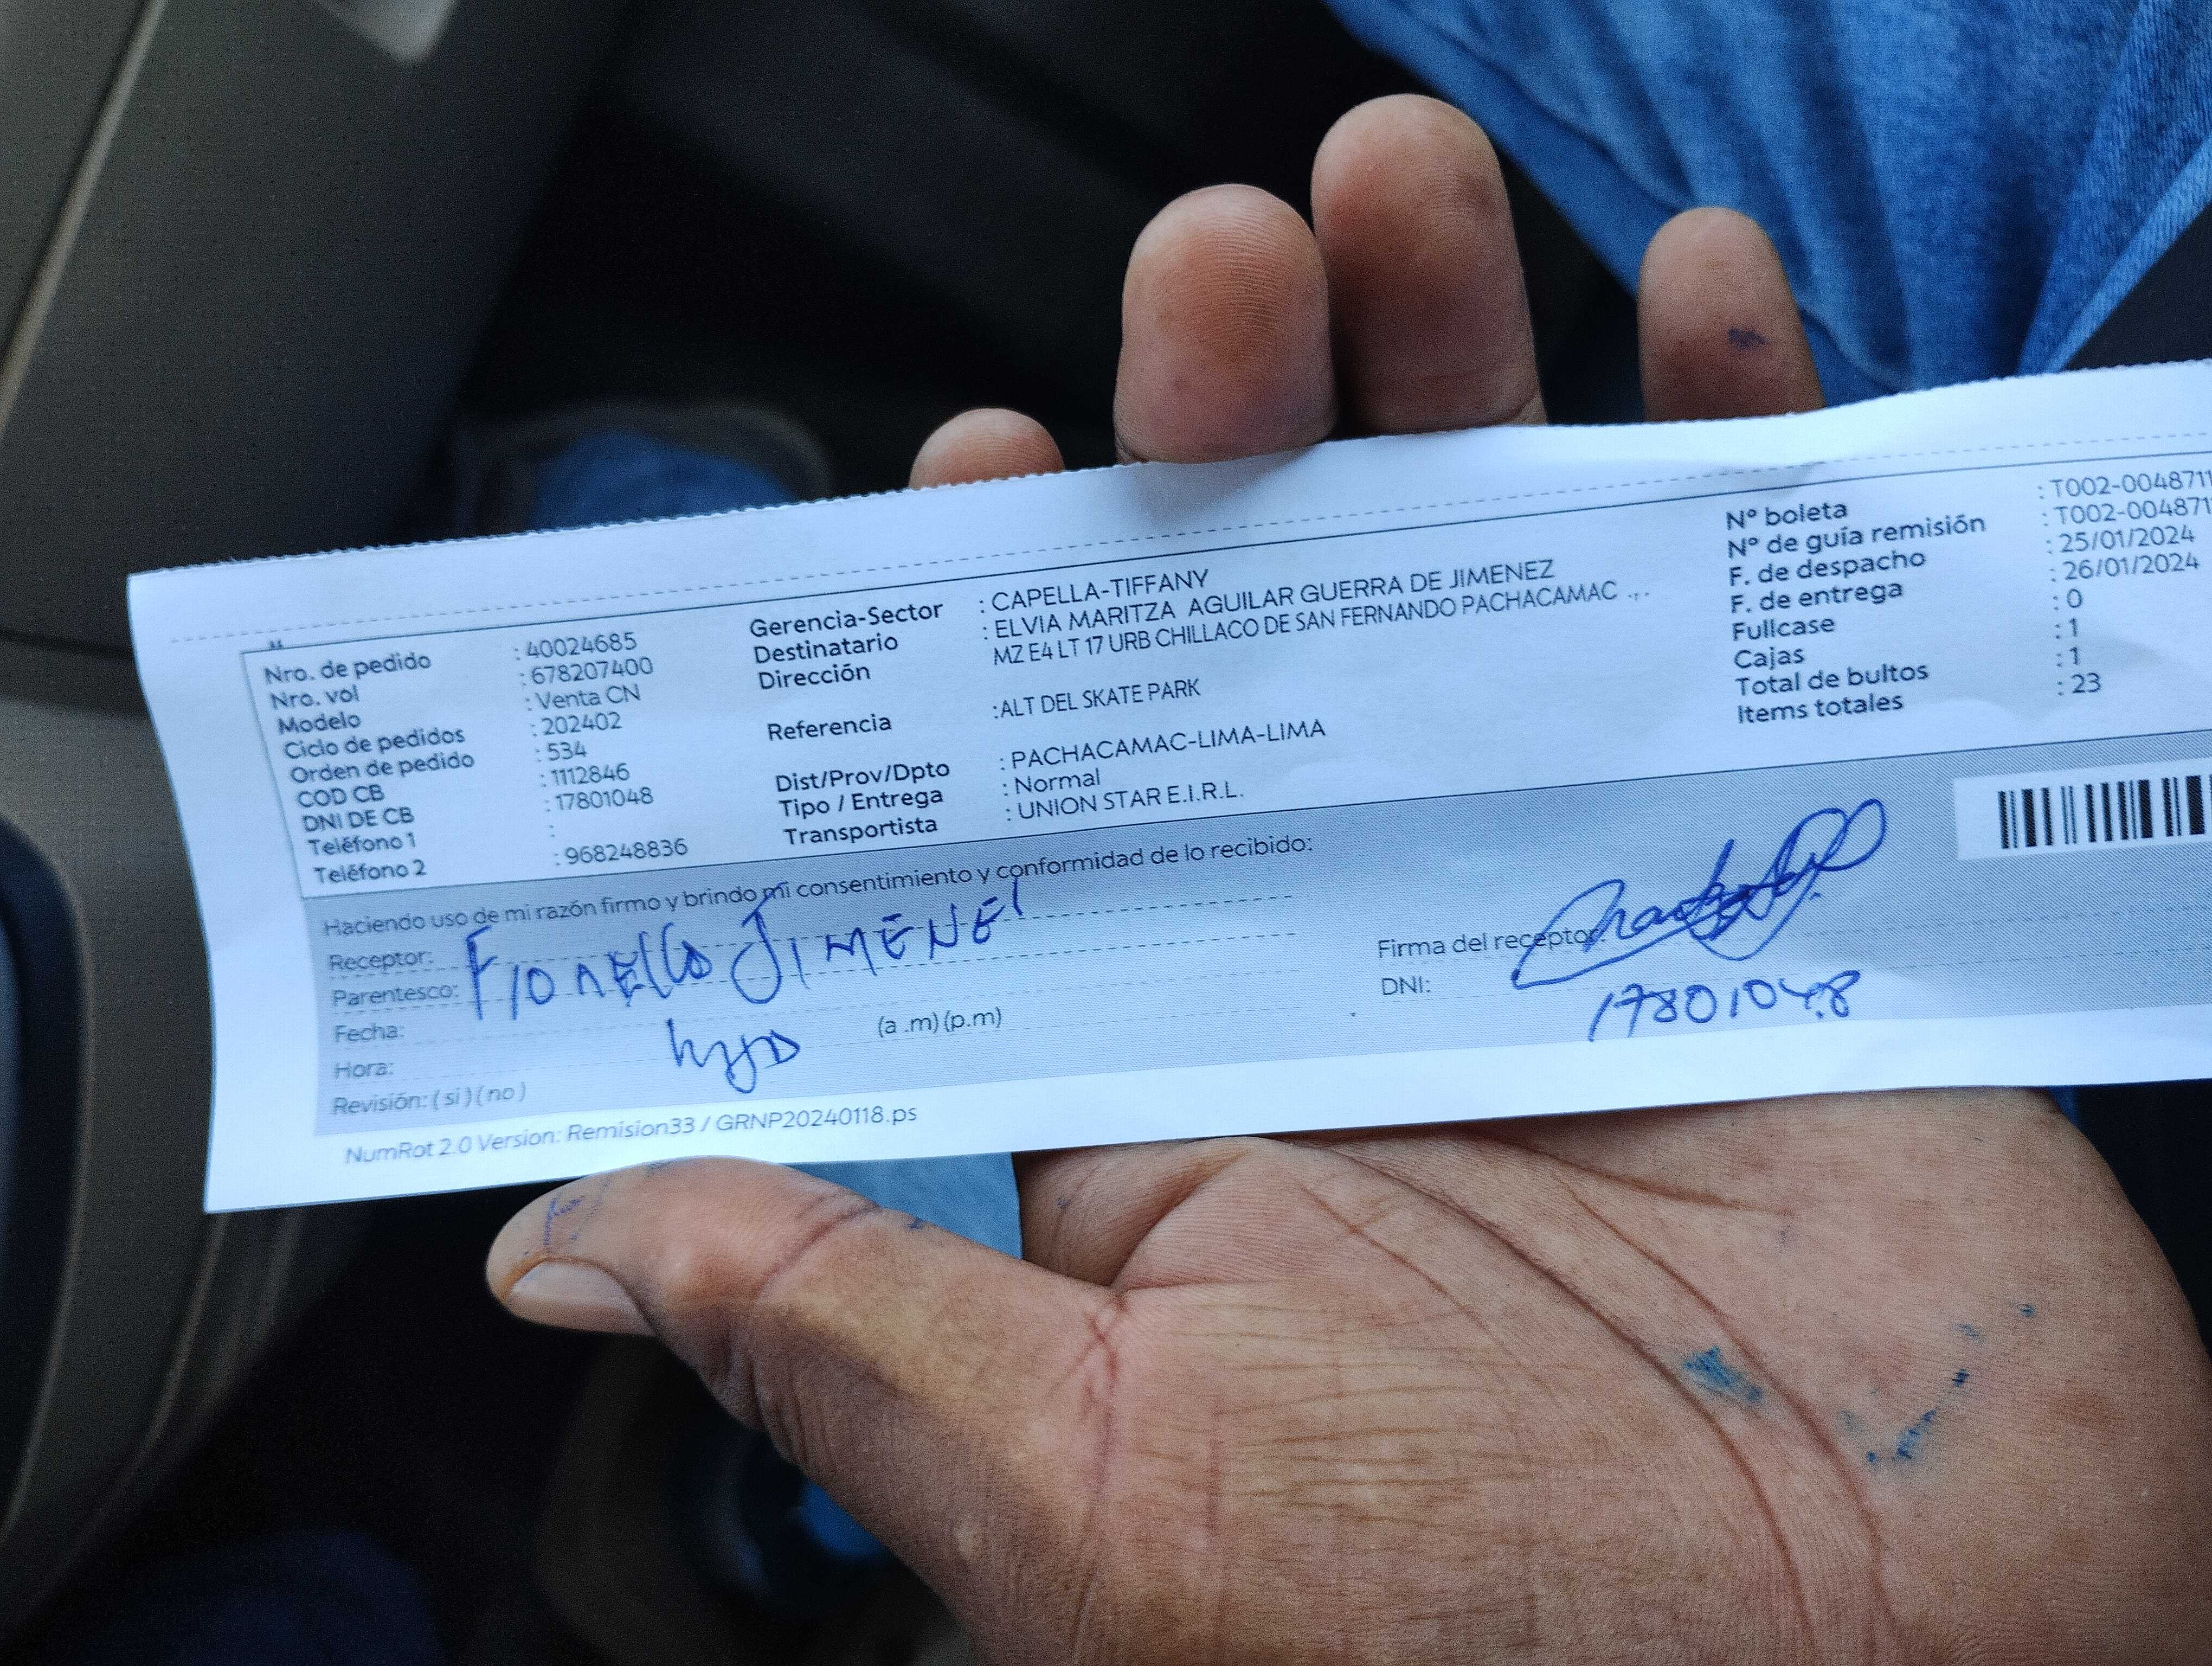 Nro. de pedido : 40024685
Nro. vol : 678207400
Modelo : Venta CN
Ciclo de pedidos : 202402
Orden de pedido : 534
COD CB : 1112846
DNI DE CB : 17801048
Teléfono 1 :
Teléfono 2 : 968248836
Gerencia-Sector : CAPELLA-TIFFANY
Destinatario : ELVIA MARITZA AGUILAR GUERRA DE JIMENEZ
Dirección MZ E4 LT 17 URB CHILLACO DE SAN FERNANDO PACHACAMAC ...
Referencia :ALT DEL SKATE PARK
Dist/Prov/Dpto : PACHACAMAC-LIMA-LIMA
Tipo / Entrega : Normal
Transportista : UNION STAR E.I.R.L.
Nº boleta : T002-0048711
Nº de guía remisión : T002-004871
F. de despacho : 25/01/2024
F. de entrega : 26/01/2024
Fullcase : 0
Cajas : 1
Total de bultos : 1
Items totales : 23
Haciendo uso de mi razón firmo y brindo mi consentimiento y conformidad de lo recibido:
Receptor:
Parentesco: JIMENE
Fecha:
Hora: (a .m) (p.m)
Revisión: ( si ) ( no )
Firma del receptor:
DNI: 17801048
NumRot 2.0 Version: Remision33 / GRNP20240118.ps